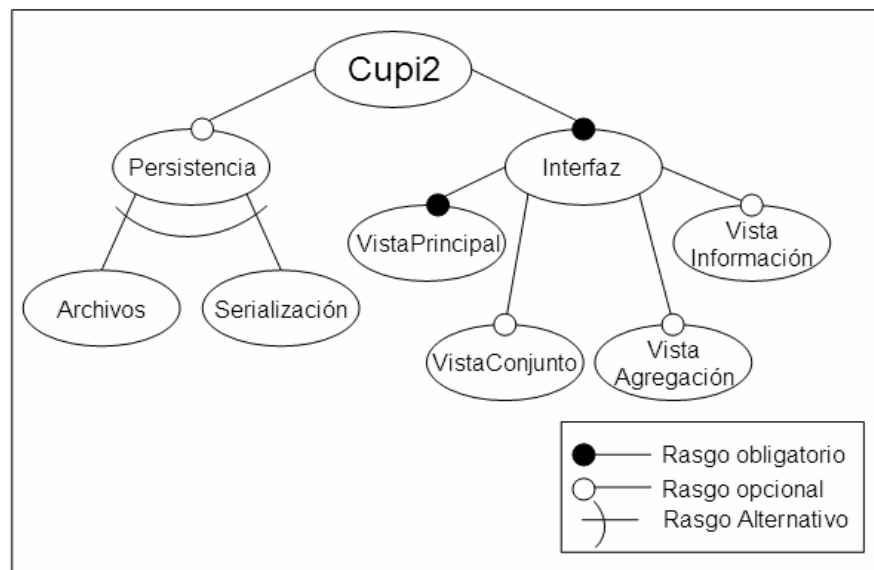 Cupi2
Persistencia
Interfaz
VistaPrincipal
Vista
Información
Archivos
Serialización
VistaConjunto
Vista
Agregación
Rasgo obligatorio
Rasgo opcional
Rasgo Alternativo